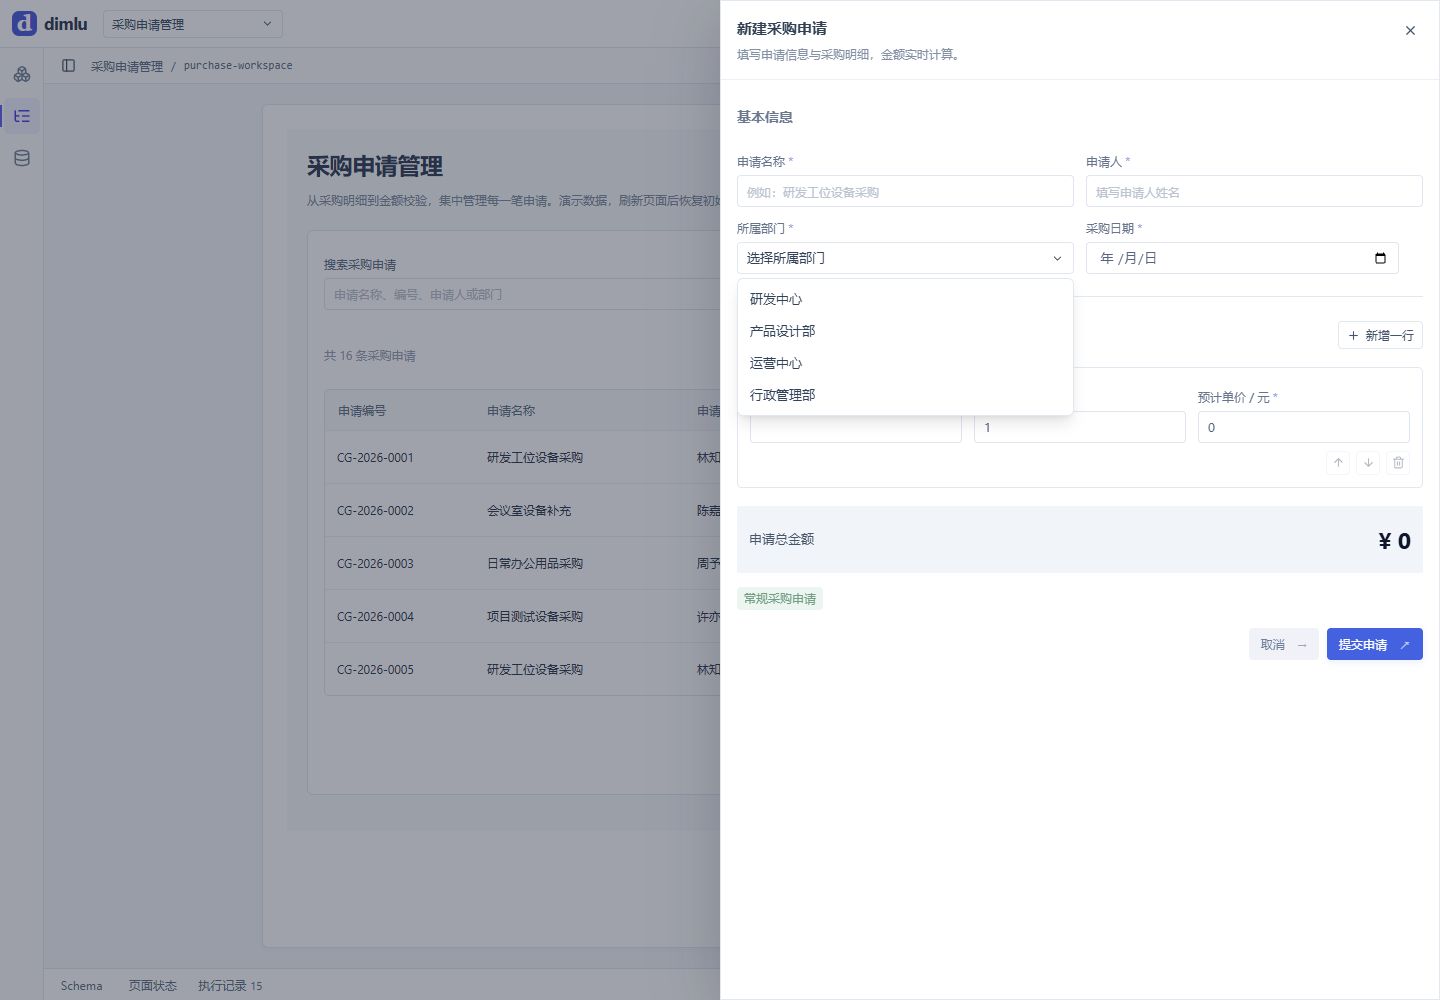 dimlu
采购申请管理
采购申请管理 / purchase-workspace
采购申请管理
从采购明细到金额校验，集中管理每一笔申请。演示数据，刷新页面后恢复初始
搜索采购申请
申请名称、编号、申请人或部门
共 16 条采购申请
申请编号 申请名称 申请
CG-2026-0001 研发工位设备采购 林知
CG-2026-0002 会议室设备补充 陈嘉
CG-2026-0003 日常办公用品采购 周予
CG-2026-0004 项目测试设备采购 许亦
CG-2026-0005 研发工位设备采购 林知
Schema 页面状态 执行记录 15
新建采购申请
填写申请信息与采购明细，金额实时计算。
基本信息
申请名称 * 申请人 *
例如：研发工位设备采购 填写申请人姓名
所属部门 * 采购日期 *
选择所属部门 年 /月/日
研发中心
产品设计部
运营中心
行政管理部
新增一行
预计单价 / 元 *
1 0
申请总金额 ¥ 0
常规采购申请
取消 → 提交申请 ↗